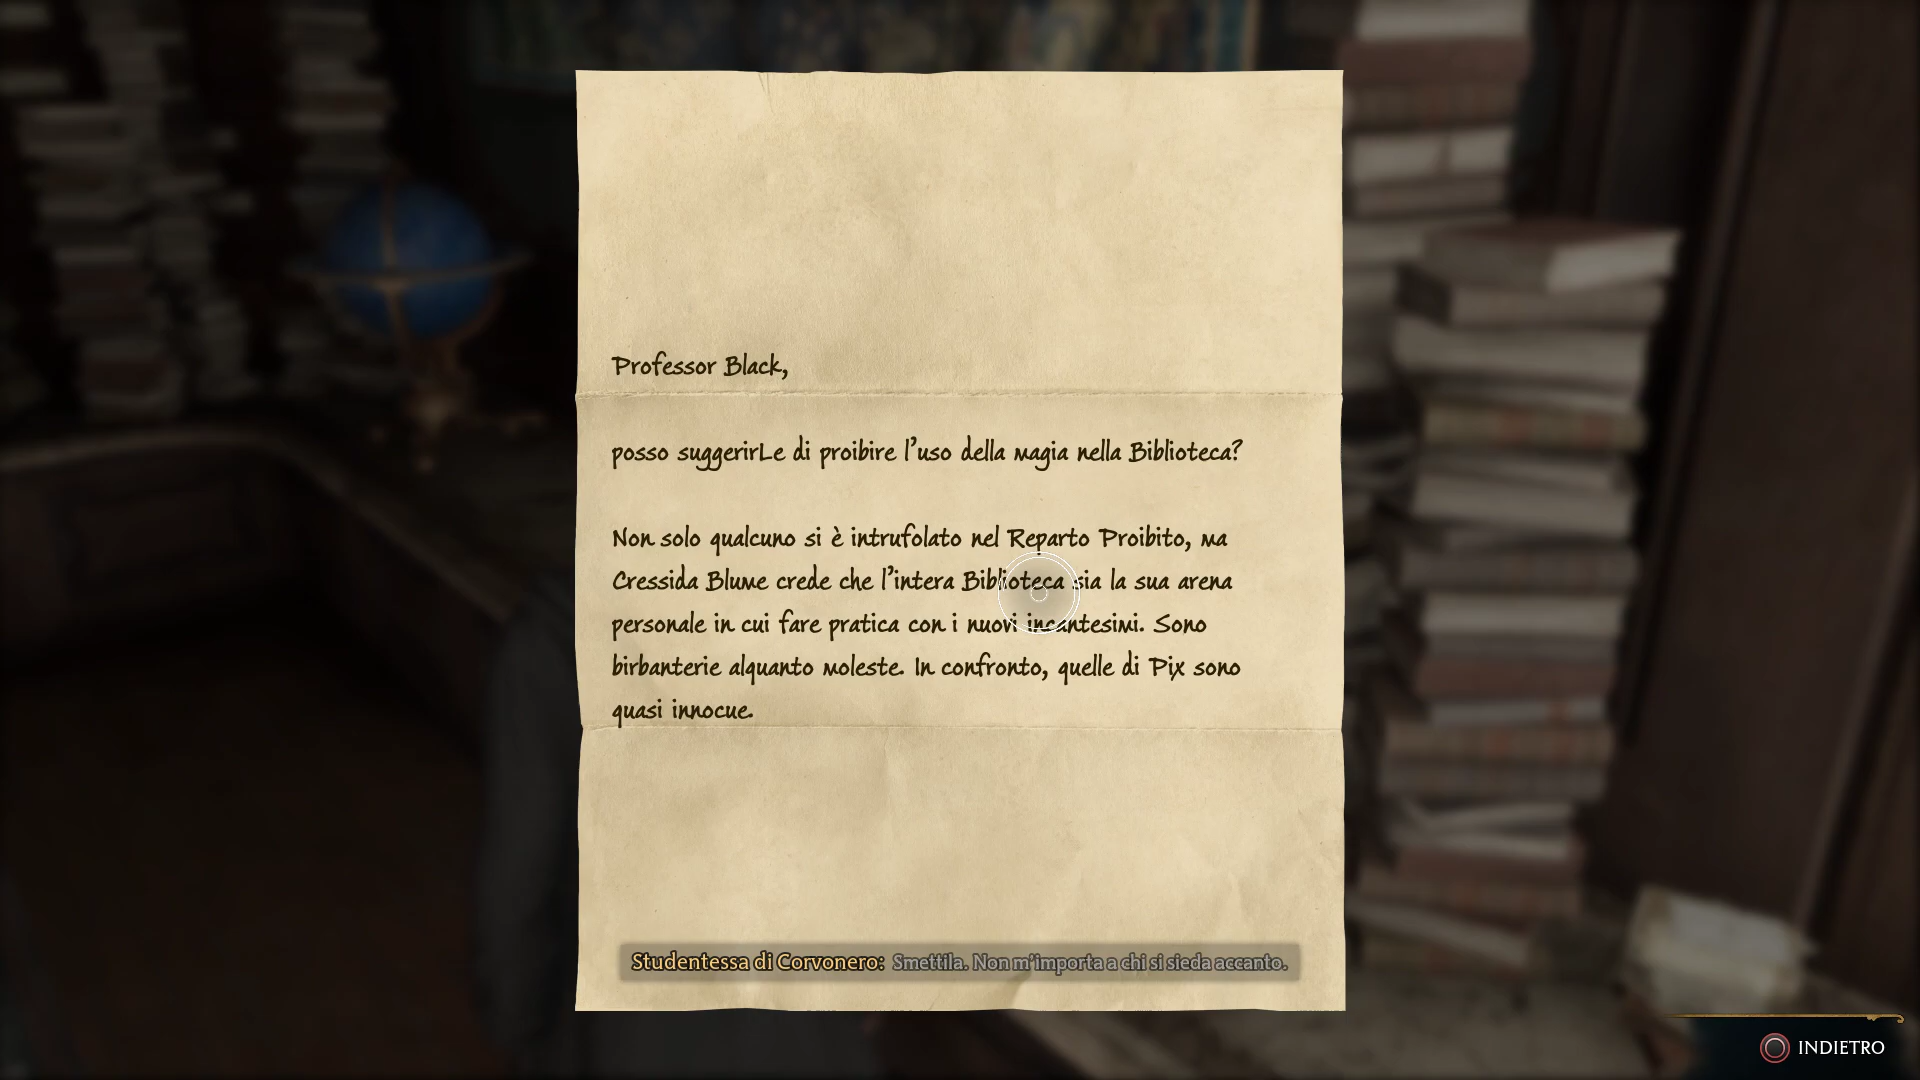 Professor Black,
posso suggerirLe di proibire l'uso della magia nella Biblioteca?
Non solo qualcuno si è intrufolato nel Reparto Proibito, ma
Cressida Blume crede che l'intera Biblioteca sia la sua arena
personale in cui fare pratica con i nuovi incantesimi. Sono
birbanterie alquanto moleste. In confronto, quelle di Pix sono
quasi innocue.
Studentessa di Corvonero: Smettila. Non m'importa a chi si sieda accanto.
INDIETRO